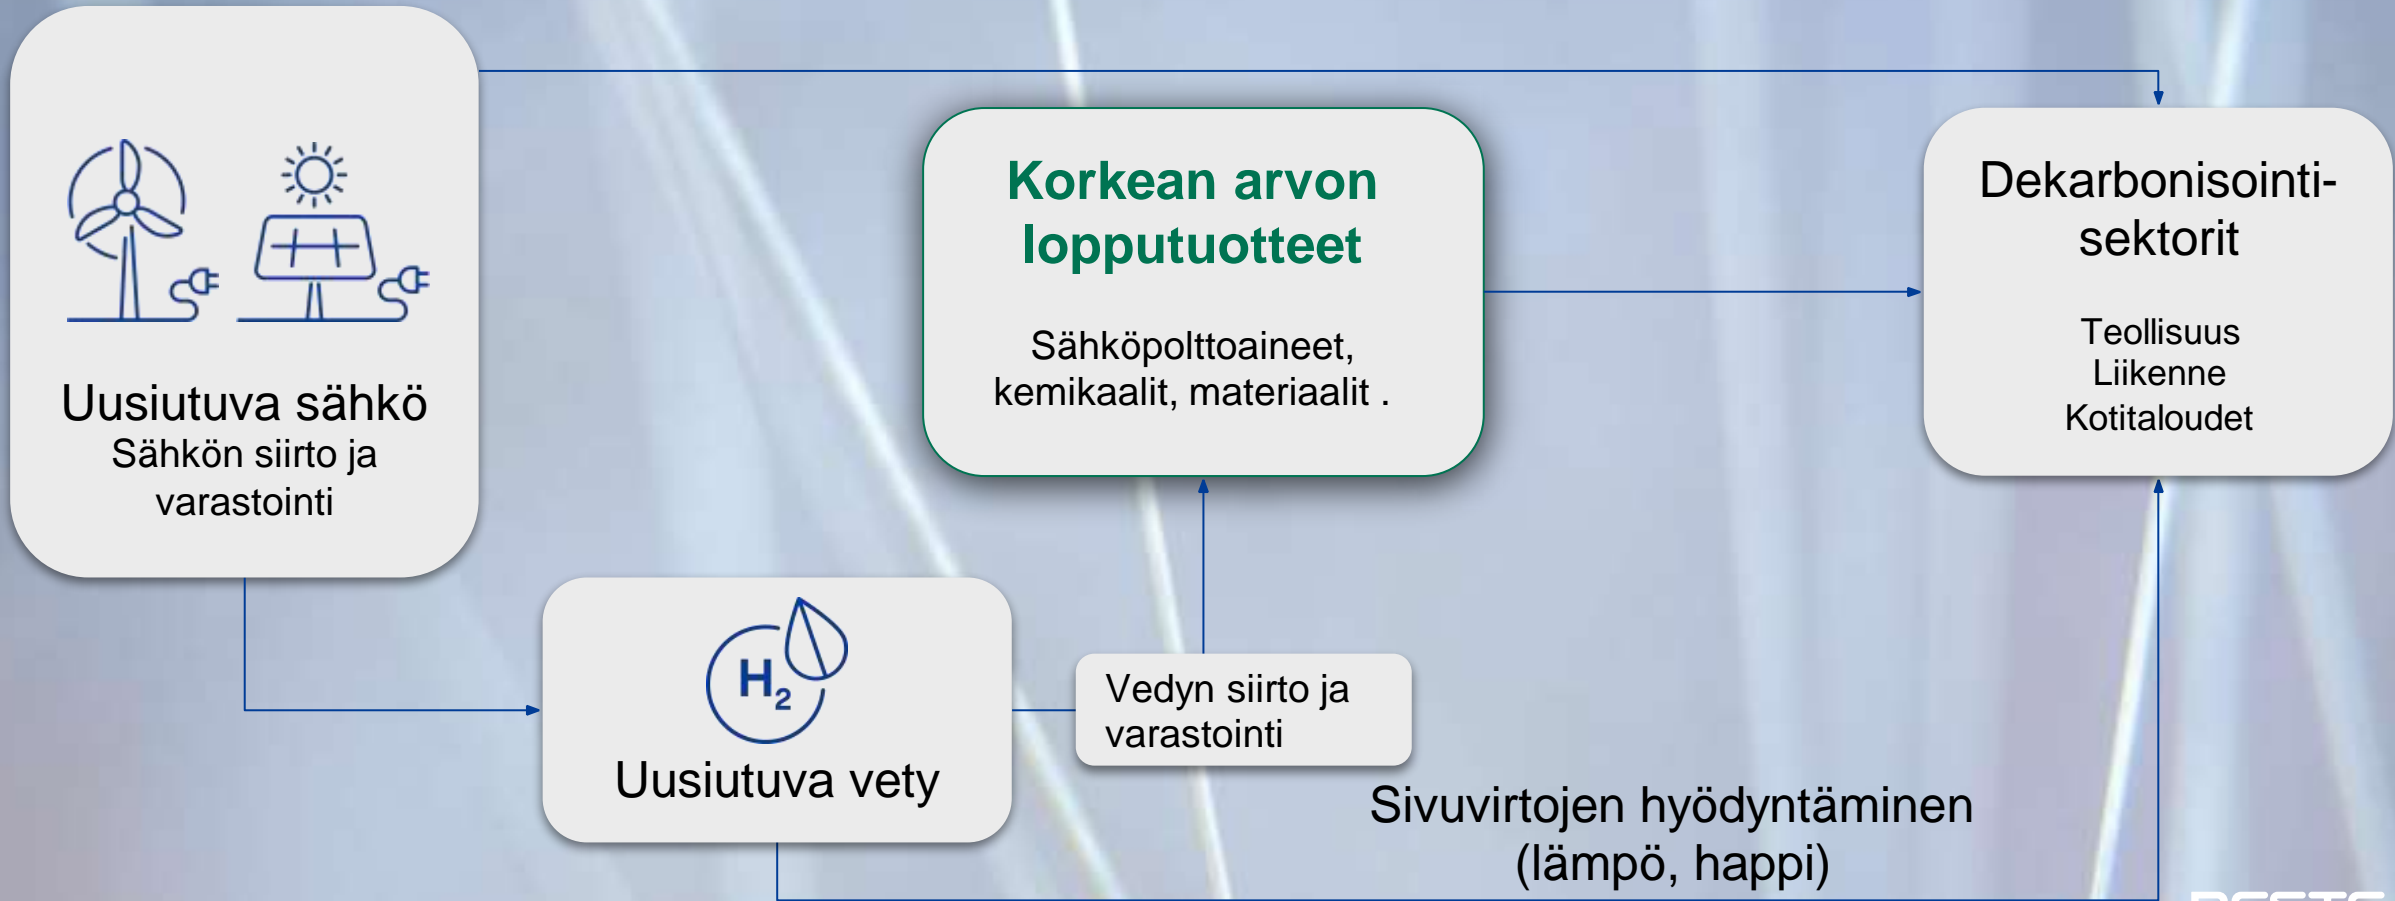 Uusiutuva sähkö
Sähkön siirto ja
varastointi
Korkean arvon
lopputuotteet
Sähköpolttoaineet,
kemikaalit, materiaalit .
Dekarbonisointi-
sektorit
Teollisuus
Liikenne
Kotitaloudet
H2
Uusiutuva vety
Vedyn siirto ja
varastointi
Sivuvirtojen hyödyntäminen
(lämpö, happi)